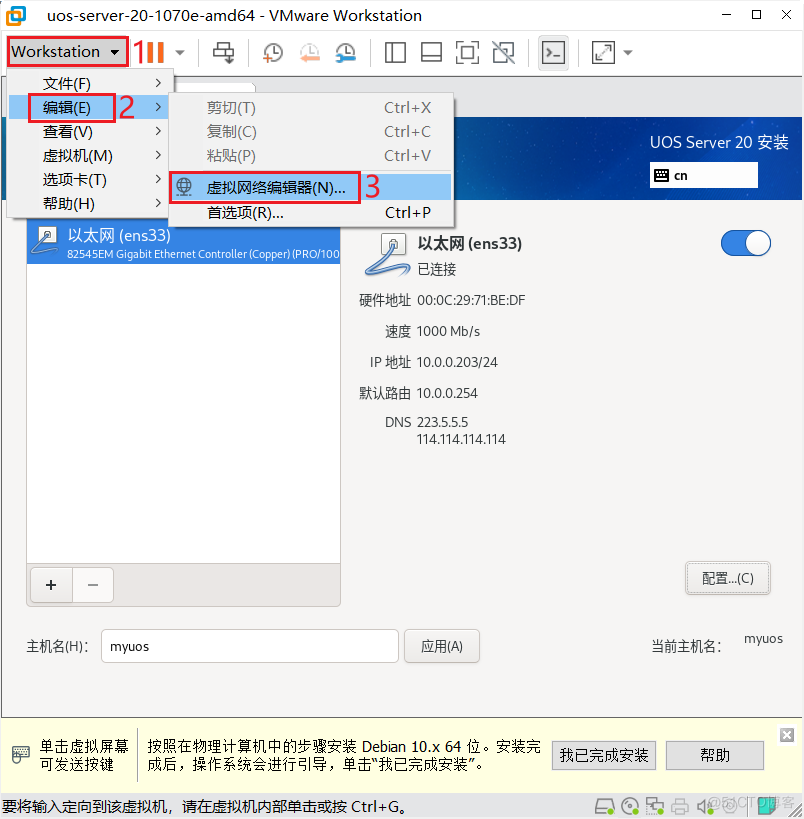 uos-server-20-1070e-amd64 - VMware Workstation
Workstation 1
文件(F)
编辑(E) 2
查看(V)
虚拟机(M)
选项卡(T)
帮助(H)
剪切(T) Ctrl+X
复制(C) Ctrl+C
粘贴(P) Ctrl+V
虚拟网络编辑器(N)... 3
首选项(R)... Ctrl+P
UOS Server 20 安装
cn
以太网 (ens33)
82545EM Gigabit Ethernet Controller (Copper) (PRO/100
以太网 (ens33)
已连接
硬件地址 00:0C:29:71:BE:DF
速度 1000 Mb/s
IP 地址 10.0.0.203/24
默认路由 10.0.0.254
DNS 223.5.5.5
114.114.114.114
+ −
配置...(C)
主机名(H): myuos 应用(A) 当前主机名: myuos
单击虚拟屏幕
可发送按键
按照在物理计算机中的步骤安装 Debian 10.x 64 位。安装完
成后，操作系统会进行引导，单击“我已完成安装”。
我已完成安装 帮助
要将输入定向到该虚拟机，请在虚拟机内部单击或按 Ctrl+G。
@51CTO博客